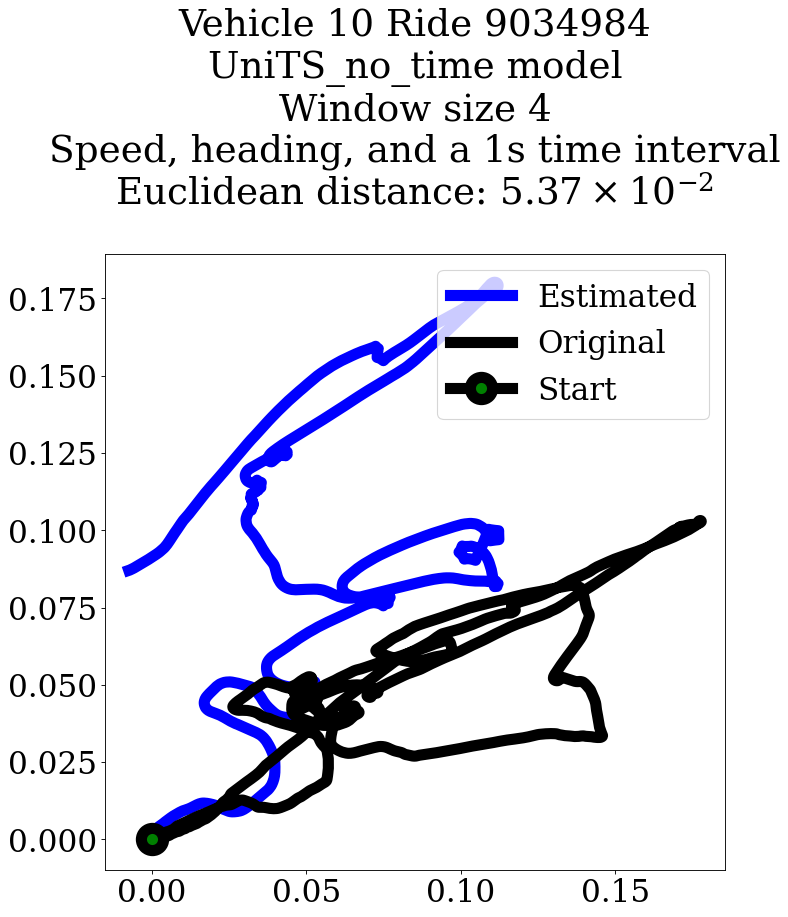 Vehicle 10 Ride 9034984
UniTS_no_time model
Window size 4
Speed, heading, and a 1s time interval
Euclidean distance: 5.37 × 10⁻²
Estimated
Original
Start
0.175
0.150
0.125
0.100
0.075
0.050
0.025
0.000
0.00 0.05 0.10 0.15